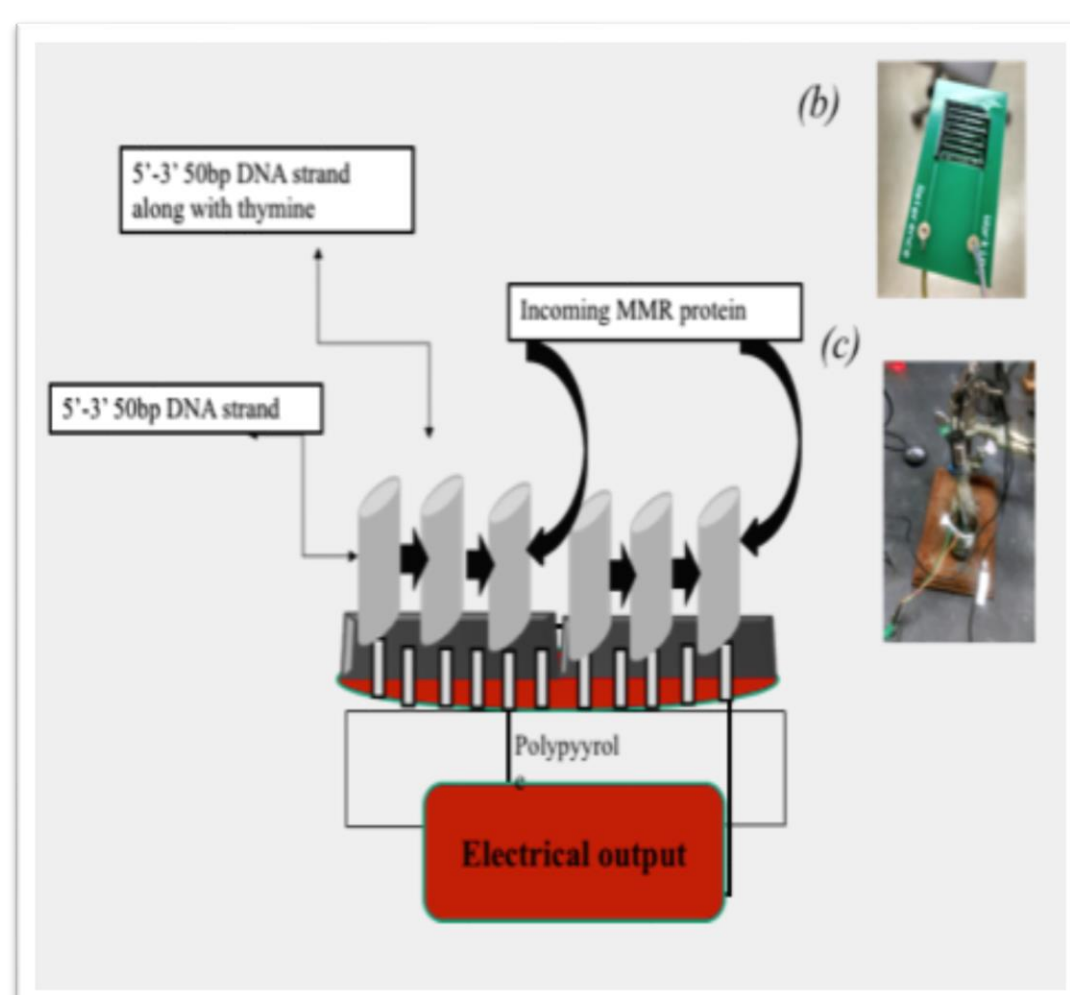 (b)
5’-3’ 50bp DNA strand
along with thymine
Incoming MMR protein
(c)
5’-3’ 50bp DNA strand
Polypyyrol
e
Electrical output